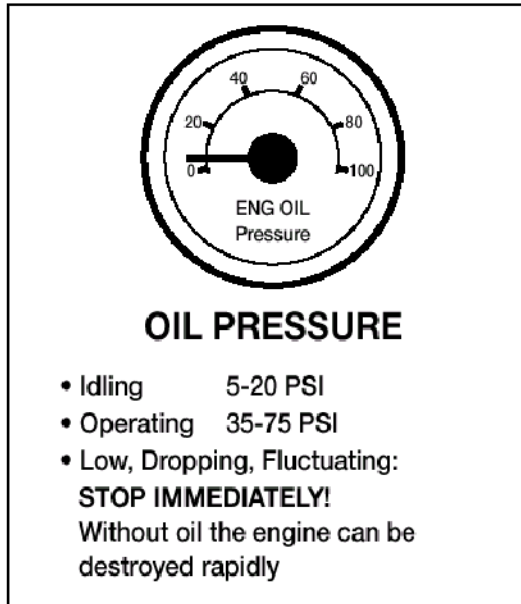 40 60
20 80
0 100
ENG OIL
Pressure
OIL PRESSURE
• Idling 5-20 PSI
• Operating 35-75 PSI
• Low, Dropping, Fluctuating:
STOP IMMEDIATELY!
Without oil the engine can be
destroyed rapidly